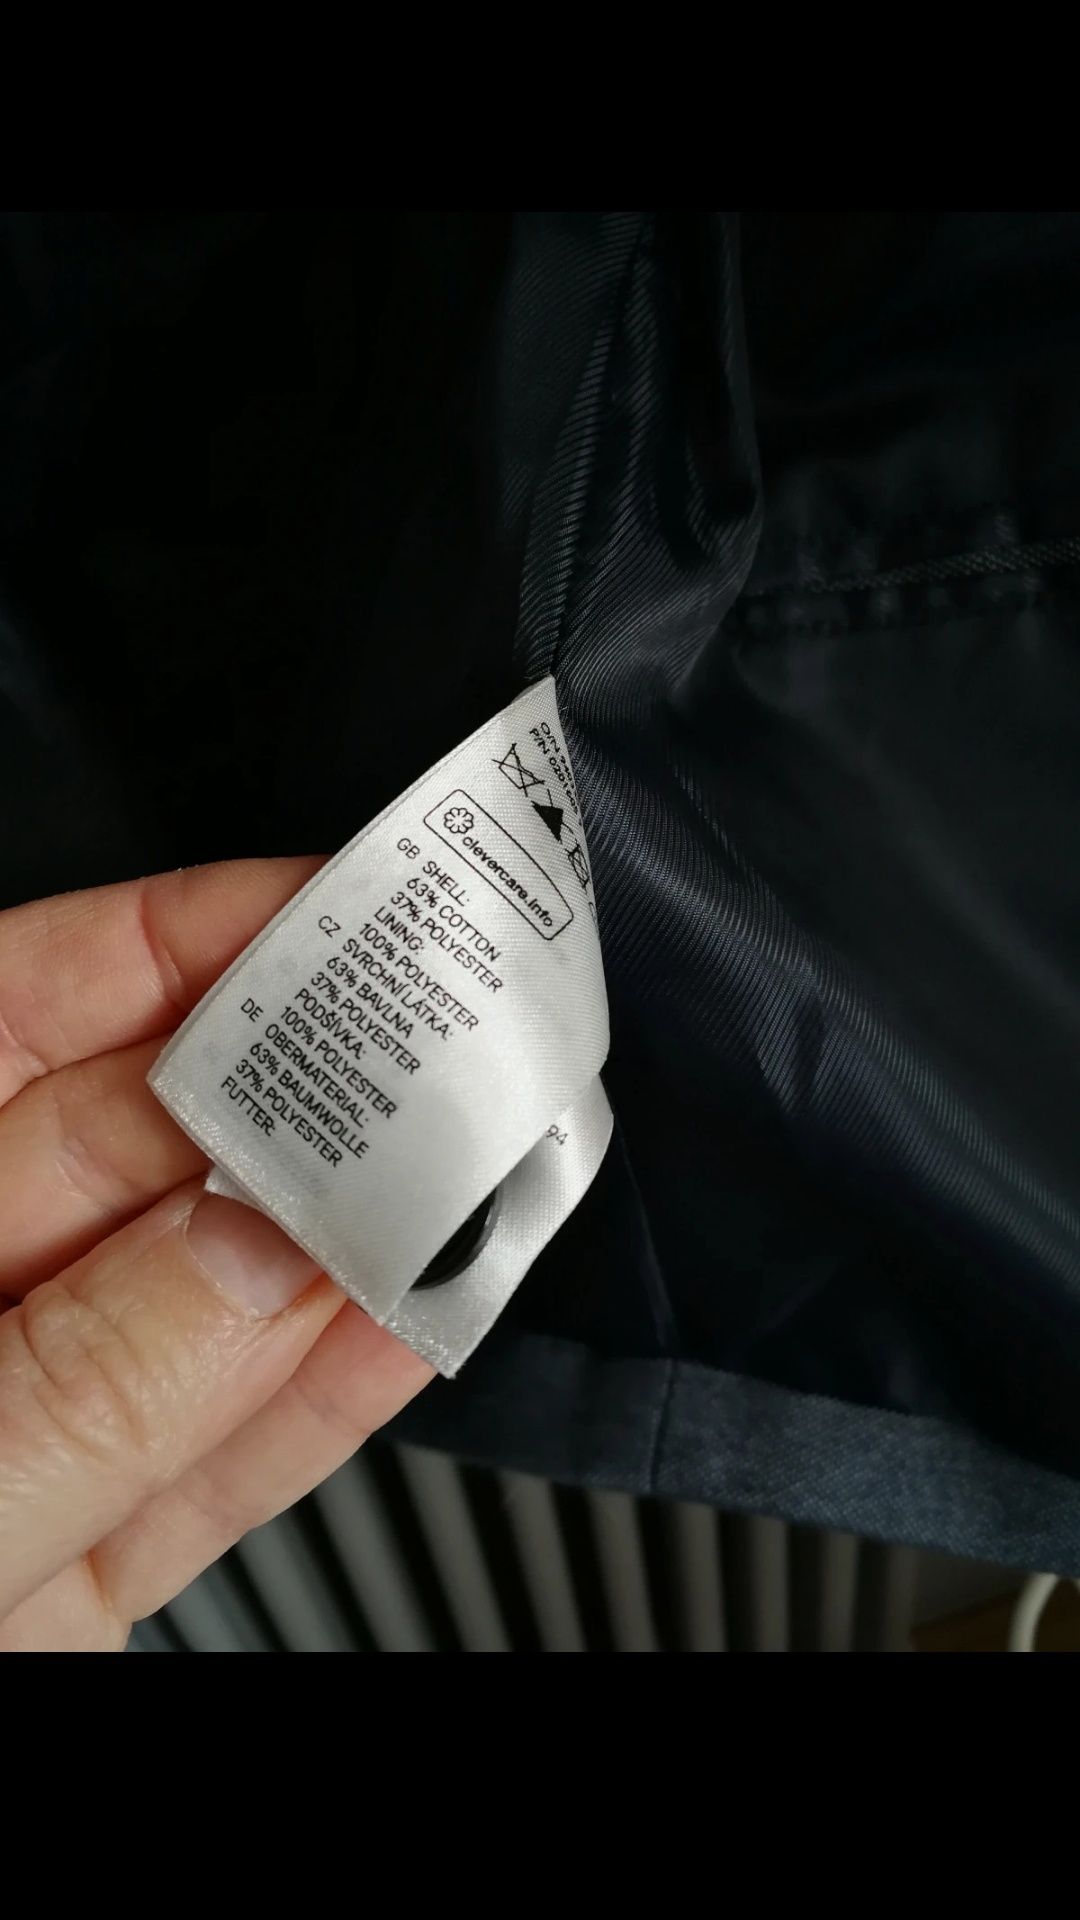 clevercare.info
GB SHELL:
63% COTTON
37% POLYESTER
LINING:
100% POLYESTER
CZ SVRCHNÍ LÁTKA:
63% BAVLNA
37% POLYESTER
PODŠÍVKA:
100% POLYESTER
DE OBERMATERIAL:
63% BAUMWOLLE
37% POLYESTER
FUTTER:
94